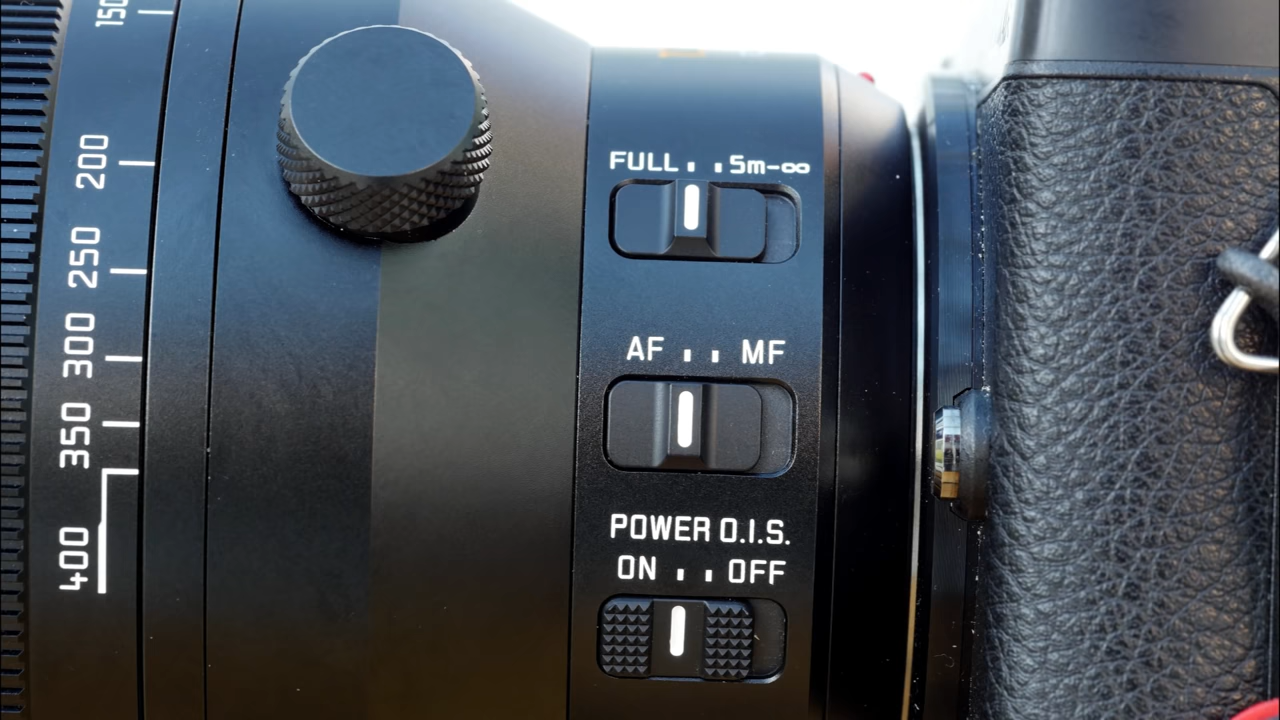 150
200
250
300
350
400
FULL 5m-∞
AF MF
POWER O.I.S.
ON OFF